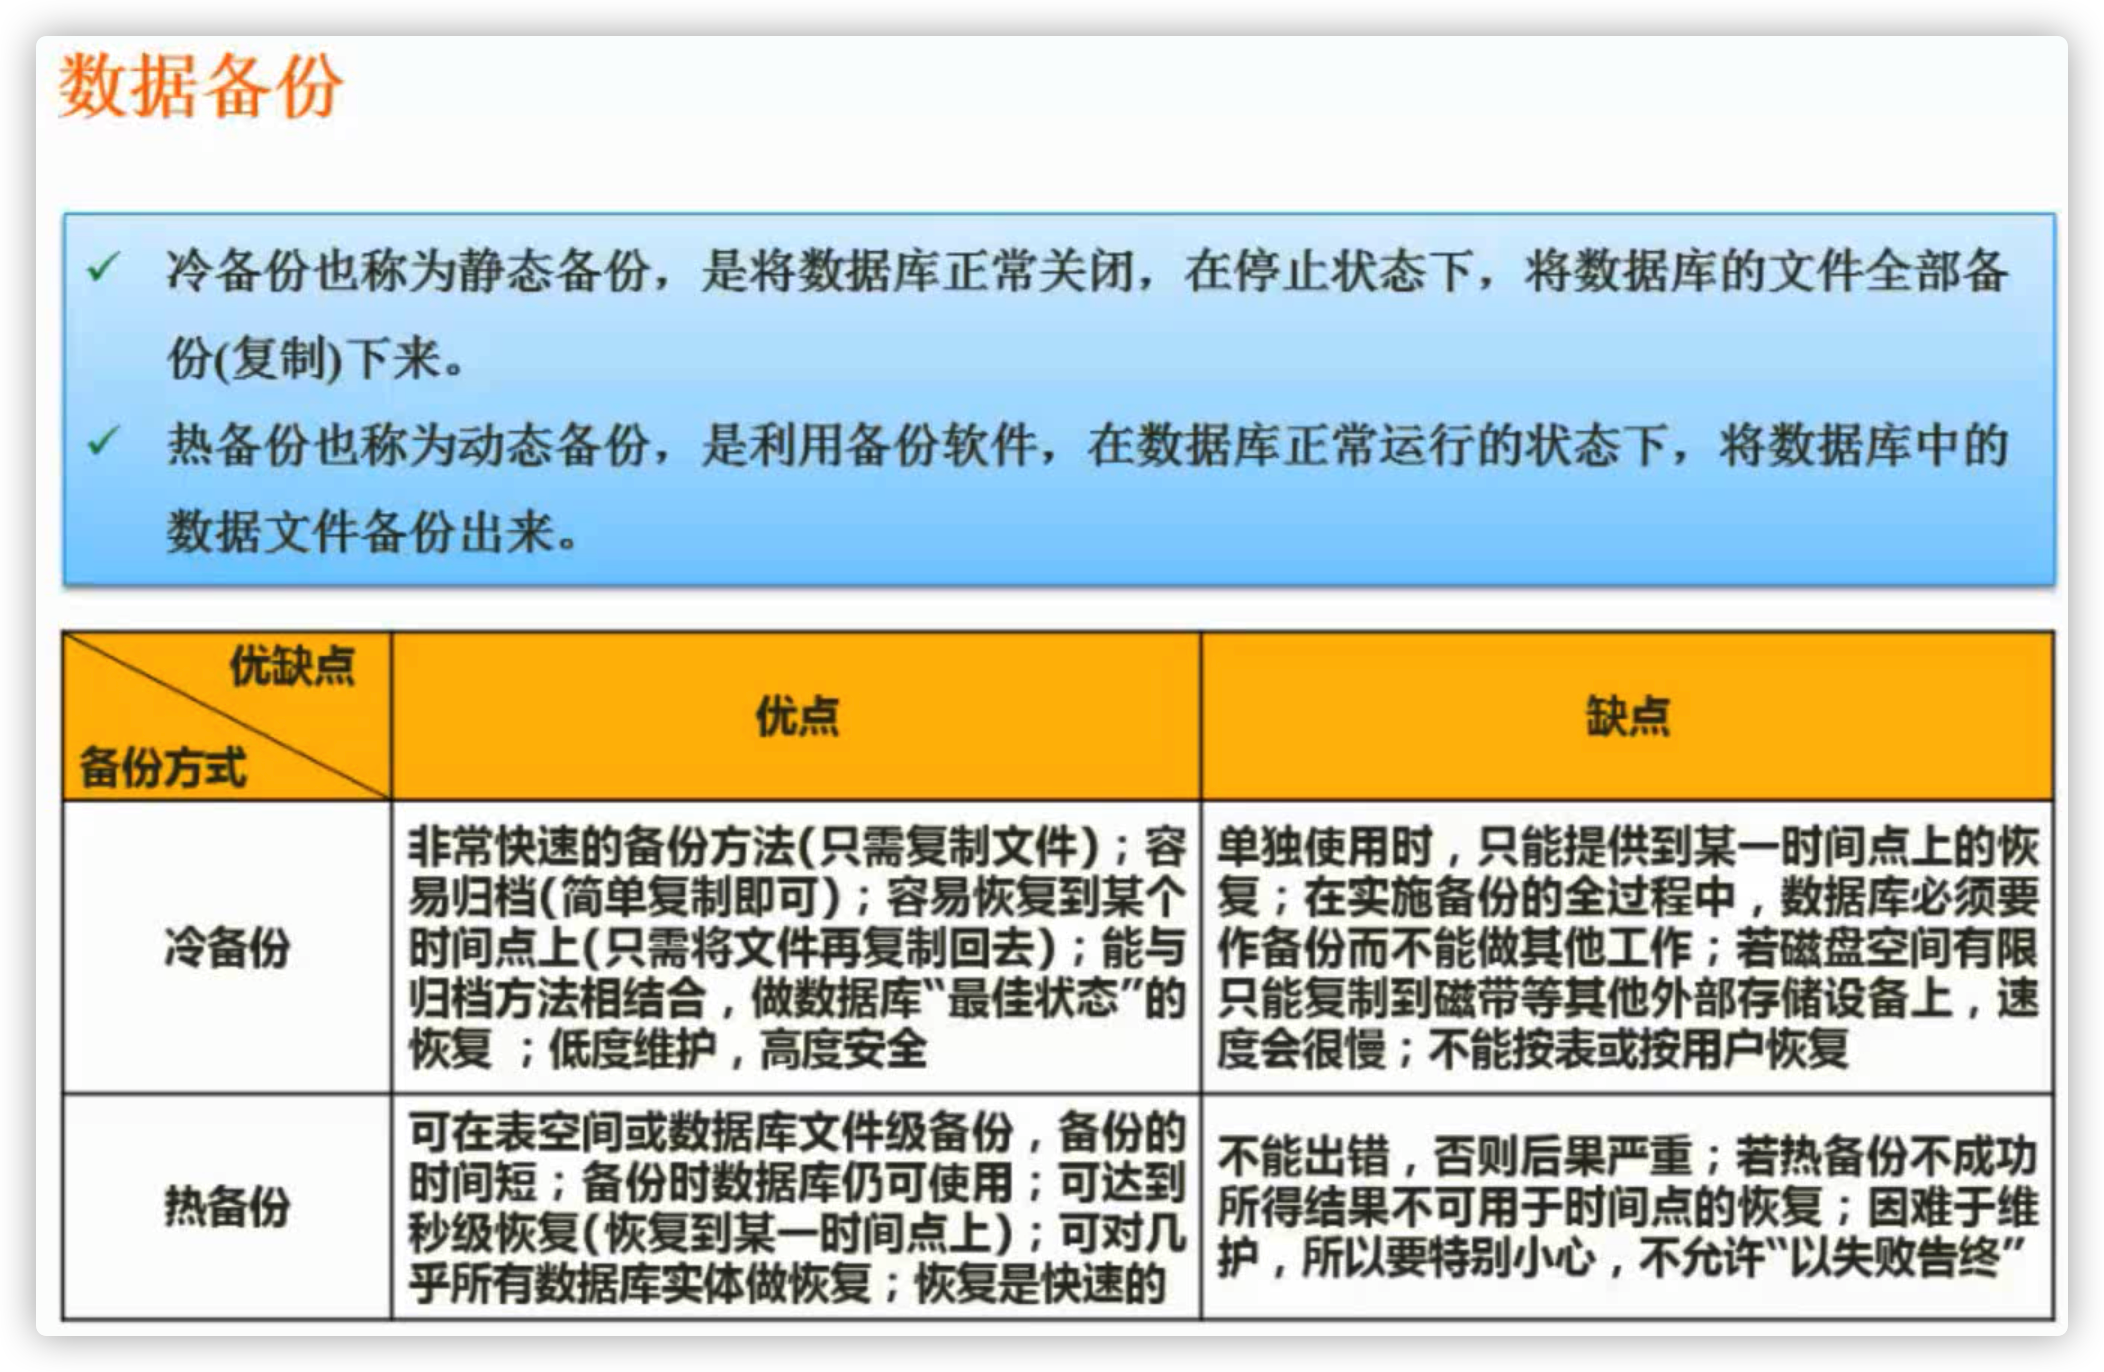 数据备份
✓ 冷备份也称为静态备份，是将数据库正常关闭，在停止状态下，将数据库的文件全部备
份(复制)下来。
✓ 热备份也称为动态备份，是利用备份软件，在数据库正常运行的状态下，将数据库中的
数据文件备份出来。
优缺点
备份方式
优点
缺点
冷备份
非常快速的备份方法(只需复制文件)；容
易归档(简单复制即可)；容易恢复到某个
时间点上(只需将文件再复制回去)；能与
归档方法相结合，做数据库“最佳状态”的
恢复 ；低度维护，高度安全
单独使用时，只能提供到某一时间点上的恢
复；在实施备份的全过程中，数据库必须要
作备份而不能做其他工作；若磁盘空间有限
只能复制到磁带等其他外部存储设备上，速
度会很慢；不能按表或按用户恢复
热备份
可在表空间或数据库文件级备份，备份的
时间短；备份时数据库仍可使用；可达到
秒级恢复(恢复到某一时间点上)；可对几
乎所有数据库实体做恢复；恢复是快速的
不能出错，否则后果严重；若热备份不成功
所得结果不可用于时间点的恢复；因难于维
护，所以要特别小心，不允许“以失败告终”